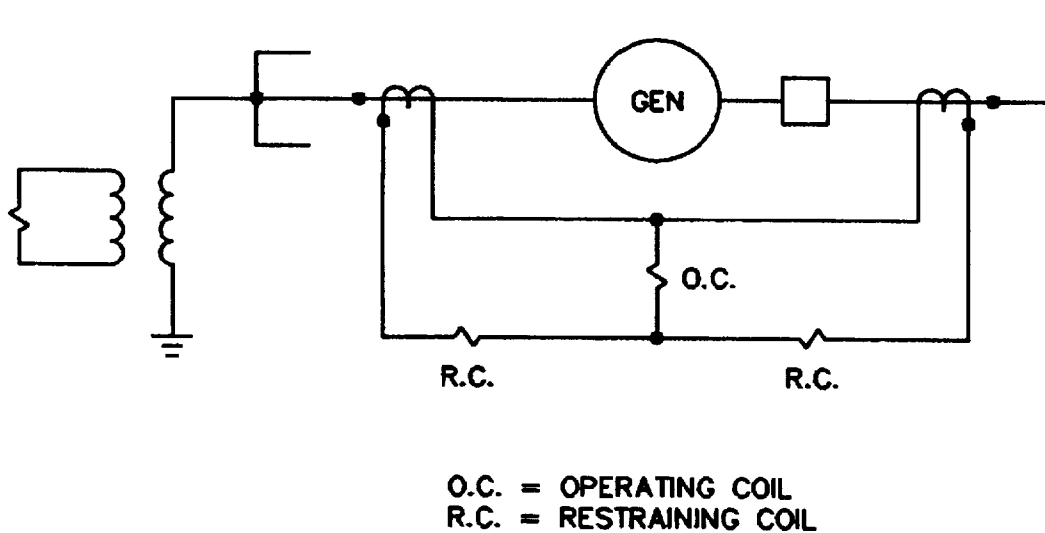 GEN
O.C.
R.C.
R.C.
O.C. = OPERATING COIL
R.C. = RESTRAINING COIL